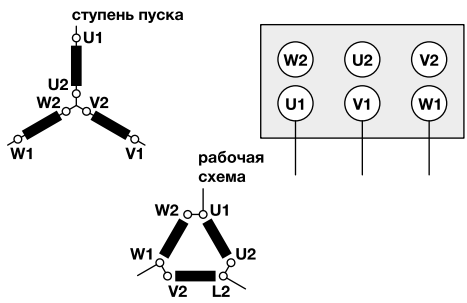 ступень пуска
U1
U2
W2 V2
W1 V1
W2 U2 V2
U1 V1 W1
рабочая
схема
W2 U1
W1 U2
V2 L2